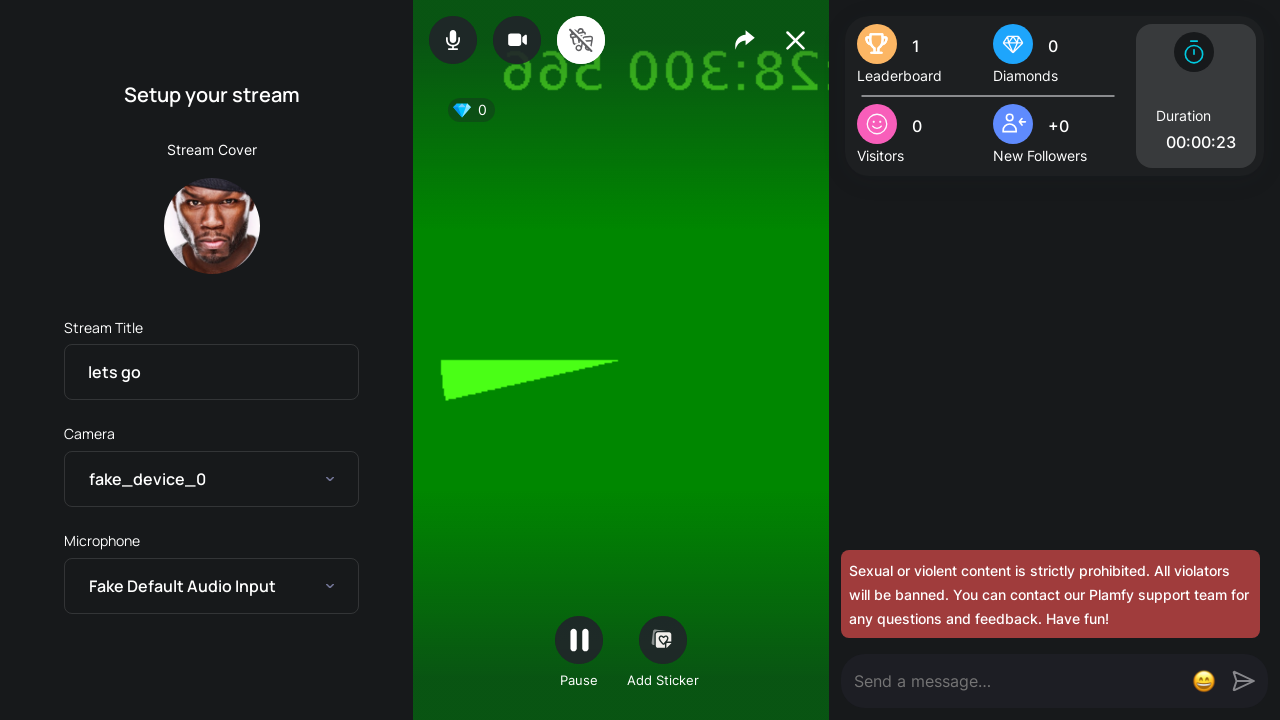 Setup your stream
Stream Cover
Stream Title
lets go
Camera
fake_device_0
Microphone
Fake Default Audio Input
:28:300 566
0
Pause
Add Sticker
1
Leaderboard
0
Diamonds
0
Visitors
+0
New Followers
Duration
00:00:23
Sexual or violent content is strictly prohibited. All violators
will be banned. You can contact our Plamfy support team for
any questions and feedback. Have fun!
Send a message...